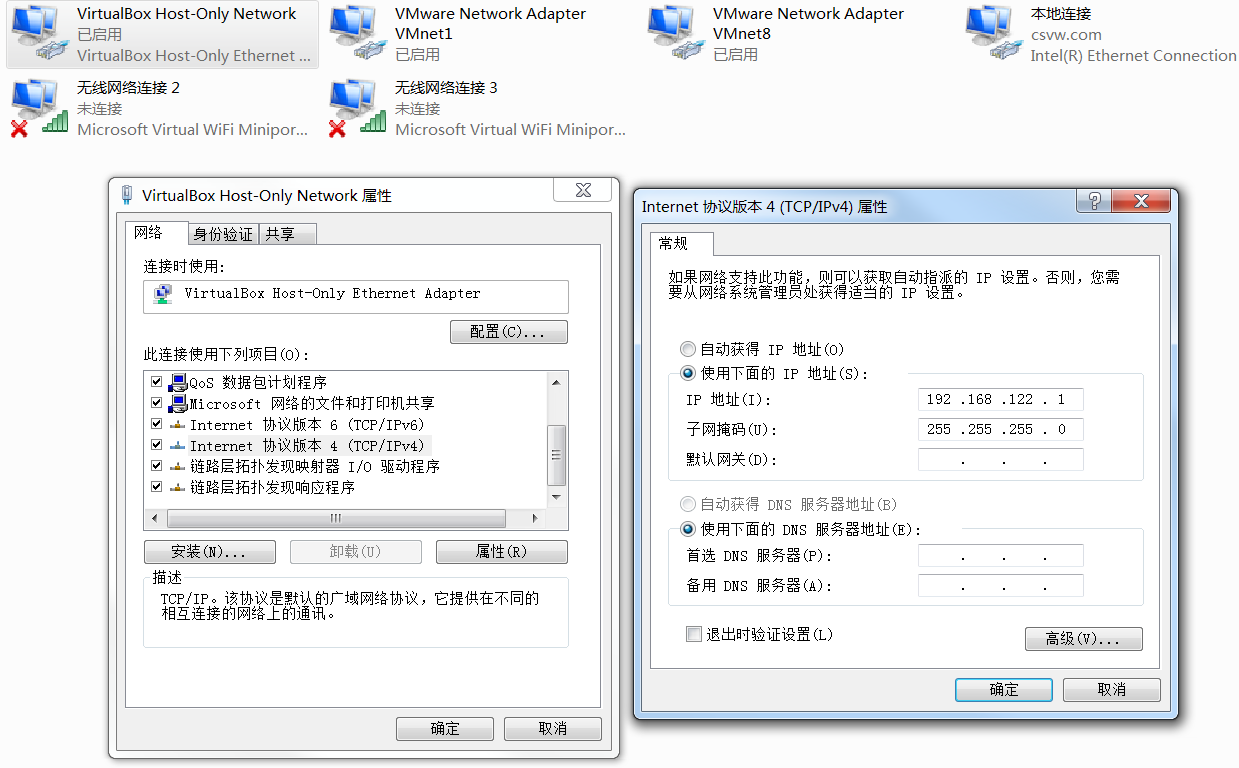 VirtualBox Host-Only Network
已启用
VirtualBox Host-Only Ethernet ...
VMware Network Adapter
VMnet1
已启用
VMware Network Adapter
VMnet8
已启用
本地连接
csvw.com
Intel(R) Ethernet Connection
无线网络连接 2
未连接
Microsoft Virtual WiFi Minipor...
无线网络连接 3
未连接
Microsoft Virtual WiFi Minipor...
VirtualBox Host-Only Network 属性
网络 身份验证 共享
连接时使用:
VirtualBox Host-Only Ethernet Adapter
配置(C)...
此连接使用下列项目(O):
QoS 数据包计划程序
Microsoft 网络的文件和打印机共享
Internet 协议版本 6 (TCP/IPv6)
Internet 协议版本 4 (TCP/IPv4)
链路层拓扑发现映射器 I/O 驱动程序
链路层拓扑发现响应程序
安装(N)... 卸载(U) 属性(R)
描述
TCP/IP。该协议是默认的广域网络协议，它提供在不同的
相互连接的网络上的通讯。
确定 取消
Internet 协议版本 4 (TCP/IPv4) 属性
常规
如果网络支持此功能，则可以获取自动指派的 IP 设置。否则，您需
要从网络系统管理员处获得适当的 IP 设置。
自动获得 IP 地址(O)
使用下面的 IP 地址(S):
IP 地址(I): 192 .168 .122 . 1
子网掩码(U): 255 .255 .255 . 0
默认网关(D): . . .
自动获得 DNS 服务器地址(B)
使用下面的 DNS 服务器地址(E):
首选 DNS 服务器(P): . . .
备用 DNS 服务器(A): . . .
退出时验证设置(L)
高级(V)...
确定 取消